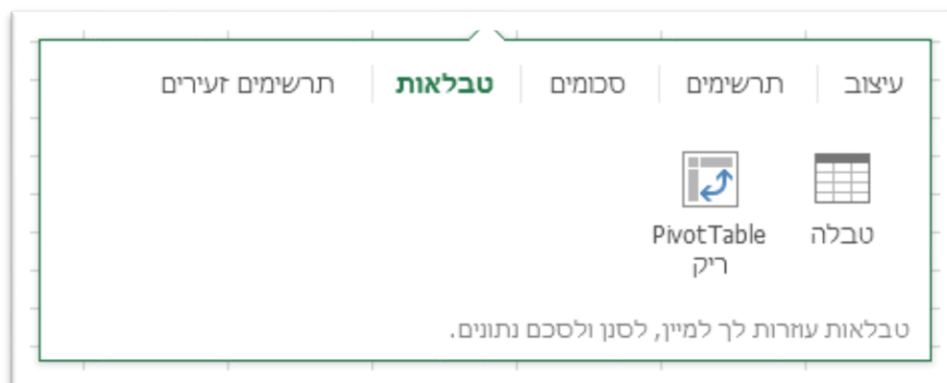 עיצוב תרשימים סכומים טבלאות תרשימים זעירים
טבלה PivotTable
ריק
טבלאות עוזרות לך למיין, לסנן ולסכם נתונים.